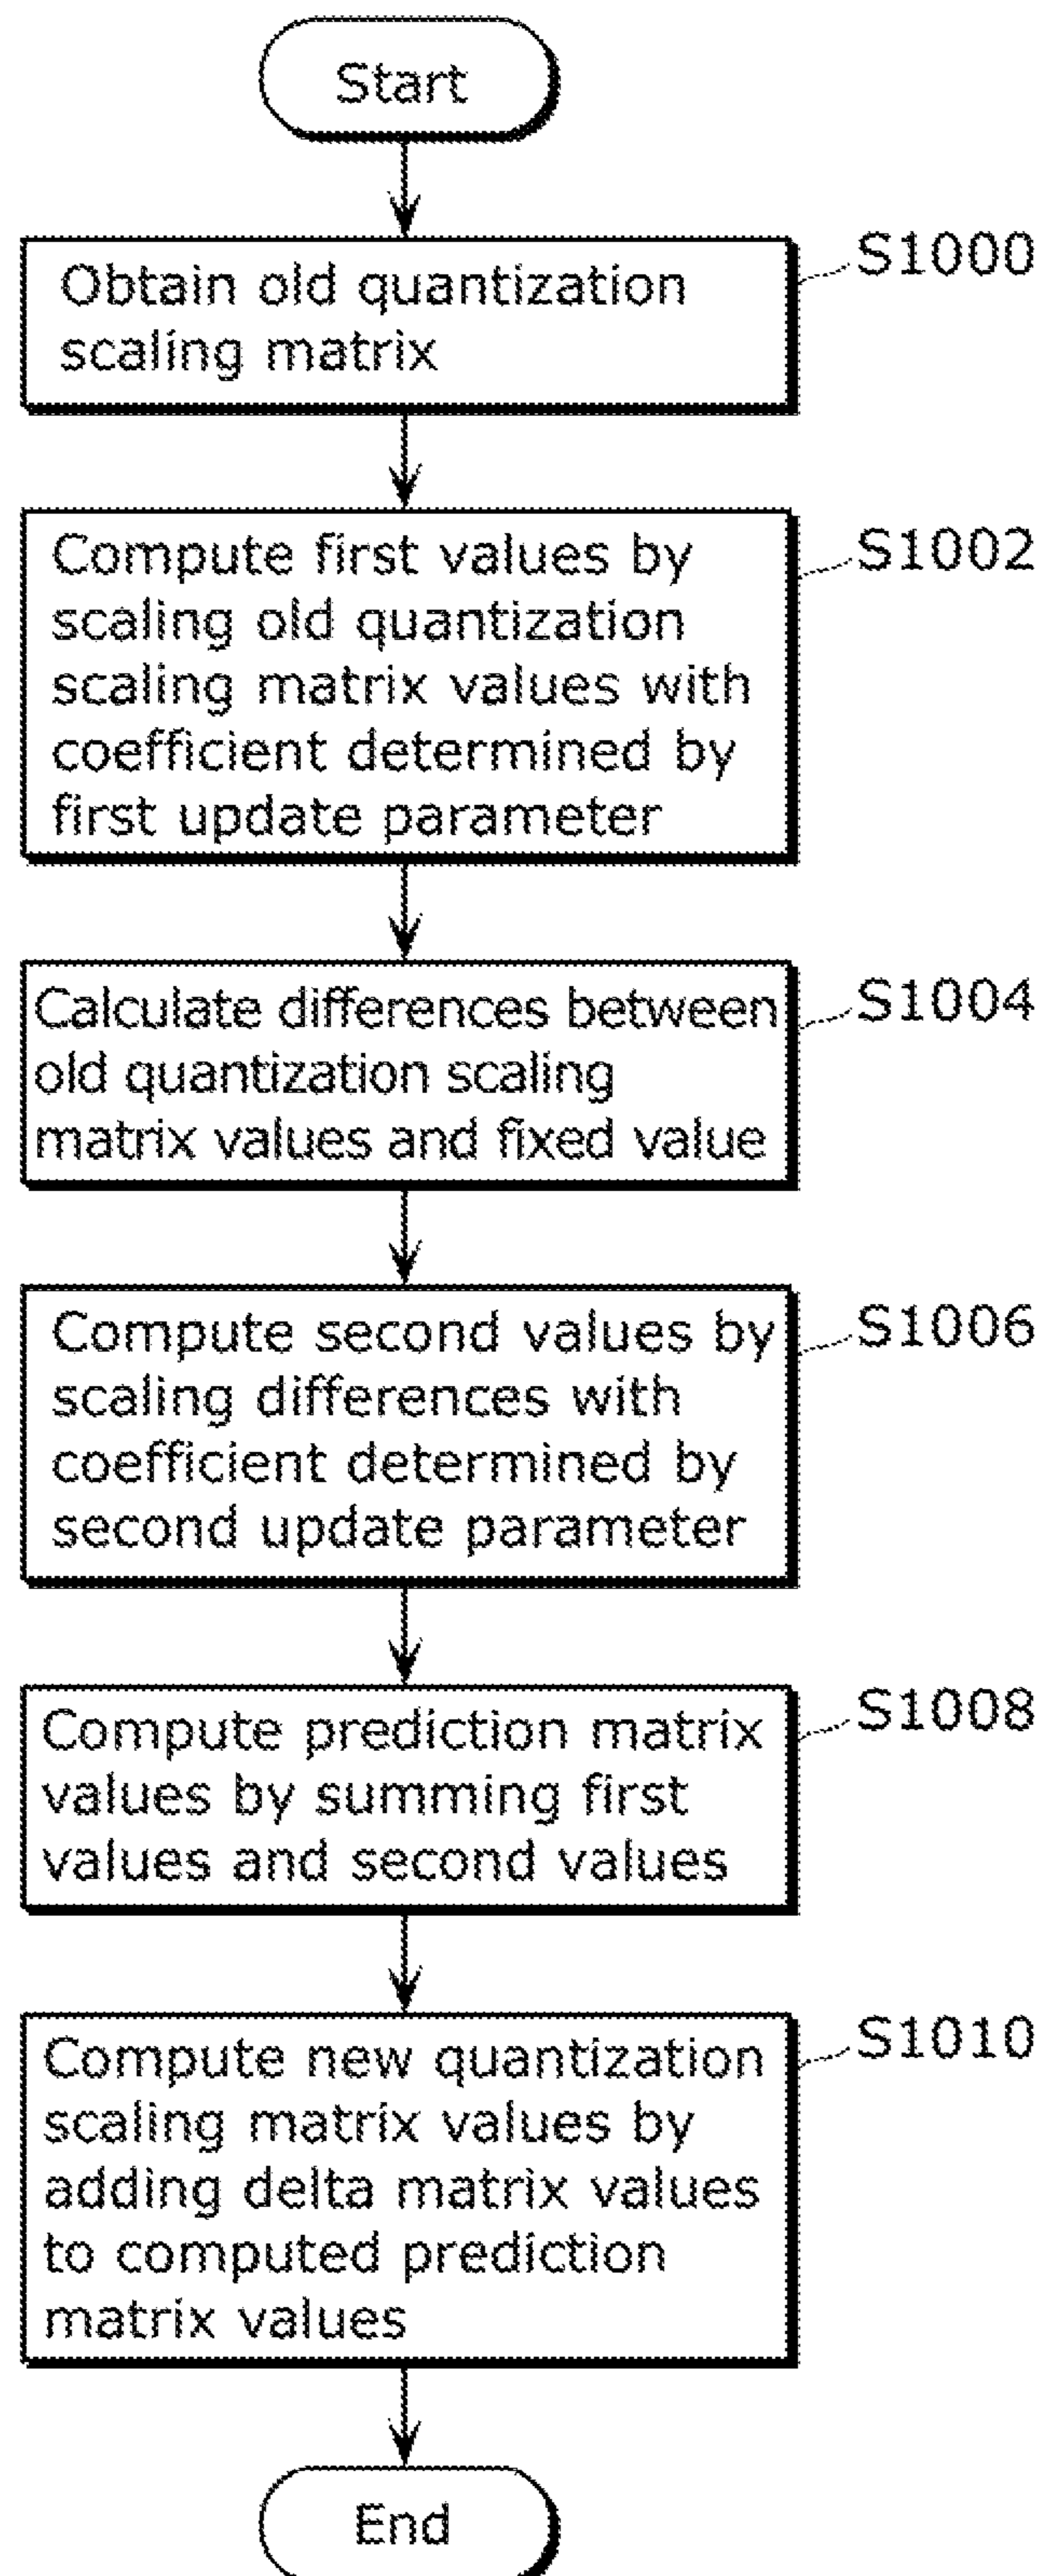 Start
S1000
Obtain old quantization
scaling matrix
S1002
Compute first values by
scaling old quantization
scaling matrix values with
coefficient determined by
first update parameter
S1004
Calculate differences between
old quantization scaling
matrix values and fixed value
S1006
Compute second values by
scaling differences with
coefficient determined by
second update parameter
S1008
Compute prediction matrix
values by summing first
values and second values
S1010
Compute new quantization
scaling matrix values by
adding delta matrix values
to computed prediction
matrix values
End